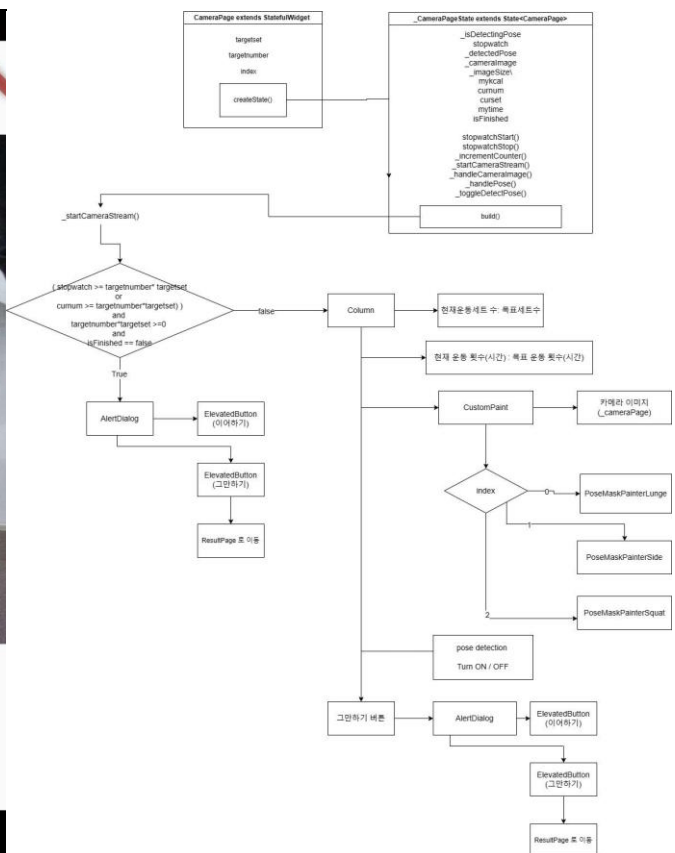 CameraPage extends StatefulWidget
targetset
targetnumber
index
createState()
_CameraPageState extends State<CameraPage>
_isDetectingPose
stopwatch
_detectedPose
_cameraImage
_imageSize\
mykcal
curnum
curset
mytime
isFinished
stopwatchStart()
stopwatchStop()
_incrementCounter()
_startCameraStream()
_handleCameraImage()
_handlePose()
_toggleDetectPose()
build()
_startCameraStream()
( stopwatch >= targetnumber* targetset
or
curnum >= targetnumber*targetset) )
and
targetnumber*targetset >=0
and
isFinished == false
false
True
AlertDialog
ElevatedButton
(이어하기)
ElevatedButton
(그만하기)
ResultPage 로 이동
Column
현재운동세트 수: 목표세트수
현재 운동 횟수(시간) : 목표 운동 횟수(시간)
CustomPaint
카메라 이미지
(_cameraPage)
index
0
PoseMaskPainterLunge
1
PoseMaskPainterSide
2
PoseMaskPainterSquat
pose detection
Turn ON / OFF
그만하기 버튼
AlertDialog
ElevatedButton
(이어하기)
ElevatedButton
(그만하기)
ResultPage 로 이동